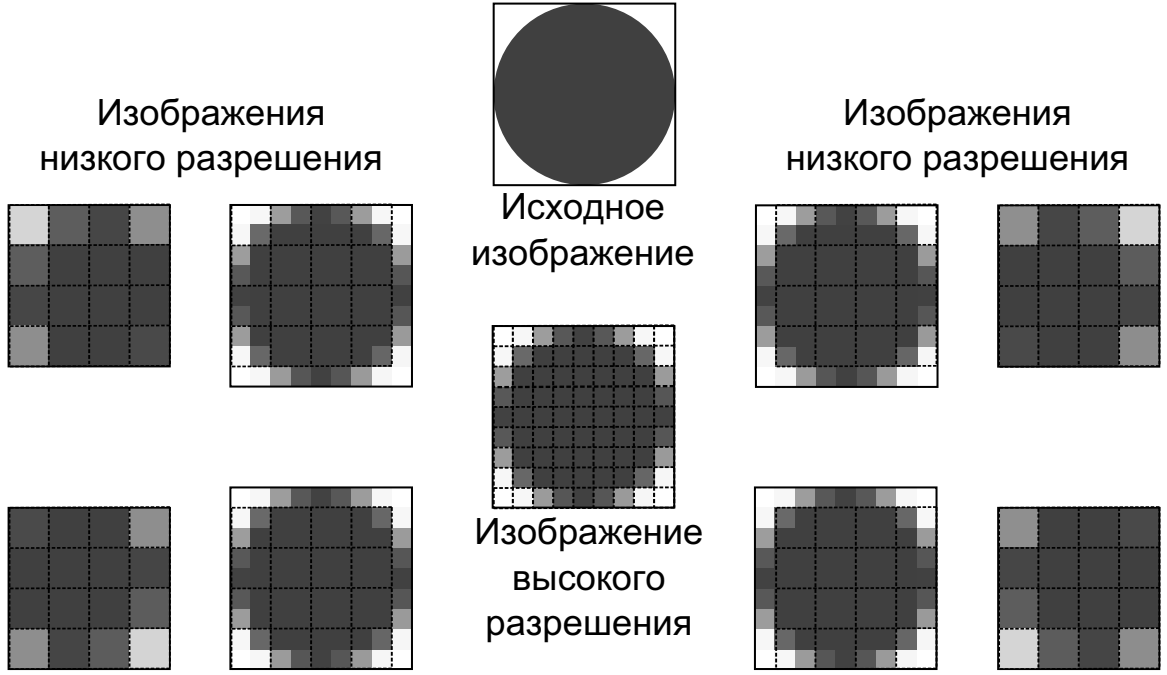 Изображения
низкого разрешения
Исходное
изображение
Изображения
низкого разрешения
Изображение
высокого
разрешения